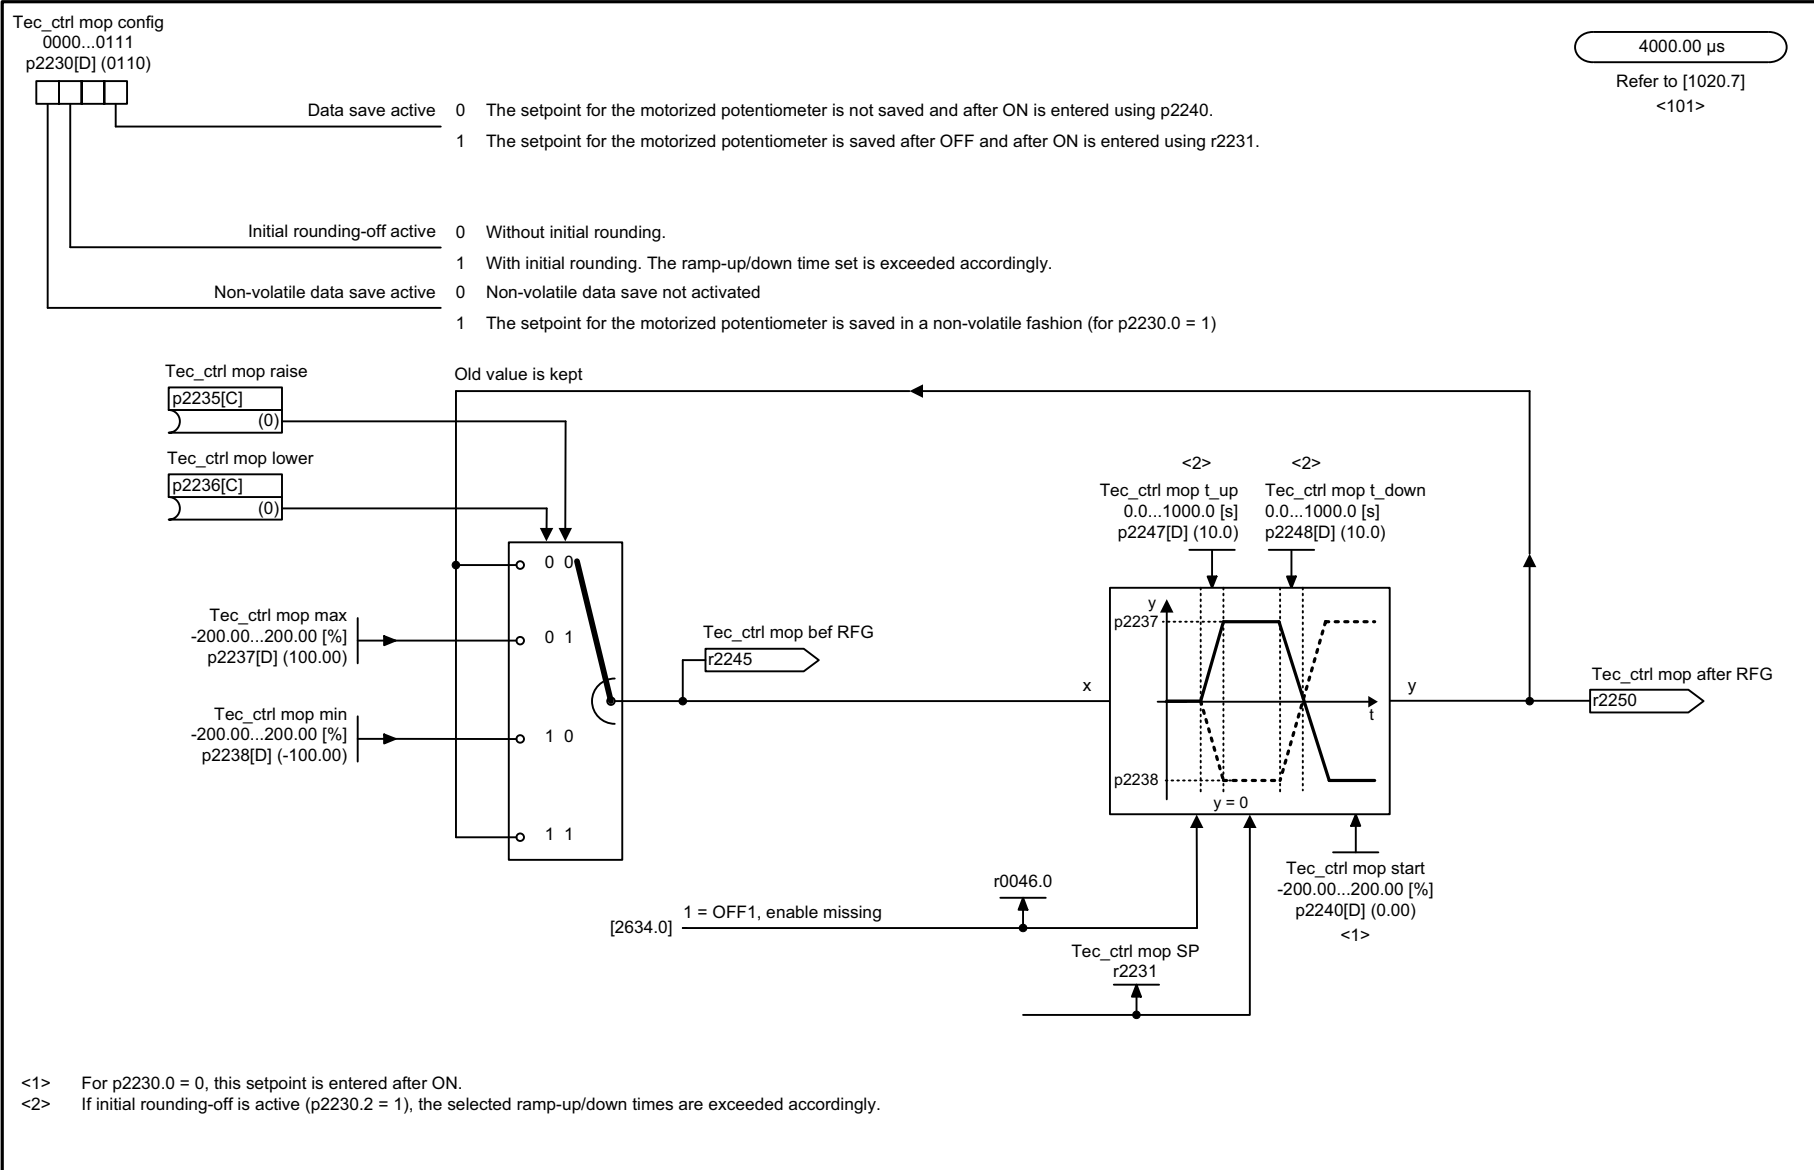 Tec_ctrl mop config
0000...0111
p2230[D] (0110)
4000.00 µs
Refer to [1020.7]
<101>
Data save active 0 The setpoint for the motorized potentiometer is not saved and after ON is entered using p2240.
1 The setpoint for the motorized potentiometer is saved after OFF and after ON is entered using r2231.
Initial rounding-off active 0 Without initial rounding.
1 With initial rounding. The ramp-up/down time set is exceeded accordingly.
Non-volatile data save active 0 Non-volatile data save not activated
1 The setpoint for the motorized potentiometer is saved in a non-volatile fashion (for p2230.0 = 1)
Tec_ctrl mop raise
p2235[C]
(0)
Old value is kept
Tec_ctrl mop lower
p2236[C]
(0)
0 0
0 1
1 0
1 1
Tec_ctrl mop max
-200.00...200.00 [%]
p2237[D] (100.00)
Tec_ctrl mop min
-200.00...200.00 [%]
p2238[D] (-100.00)
Tec_ctrl mop bef RFG
r2245
<2>
Tec_ctrl mop t_up
0.0...1000.0 [s]
p2247[D] (10.0)
<2>
Tec_ctrl mop t_down
0.0...1000.0 [s]
p2248[D] (10.0)
x
y
p2237
t
p2238
y = 0
y
Tec_ctrl mop after RFG
r2250
[2634.0] 1 = OFF1, enable missing
r0046.0
Tec_ctrl mop SP
r2231
Tec_ctrl mop start
-200.00...200.00 [%]
p2240[D] (0.00)
<1>
<1> For p2230.0 = 0, this setpoint is entered after ON.
<2> If initial rounding-off is active (p2230.2 = 1), the selected ramp-up/down times are exceeded accordingly.